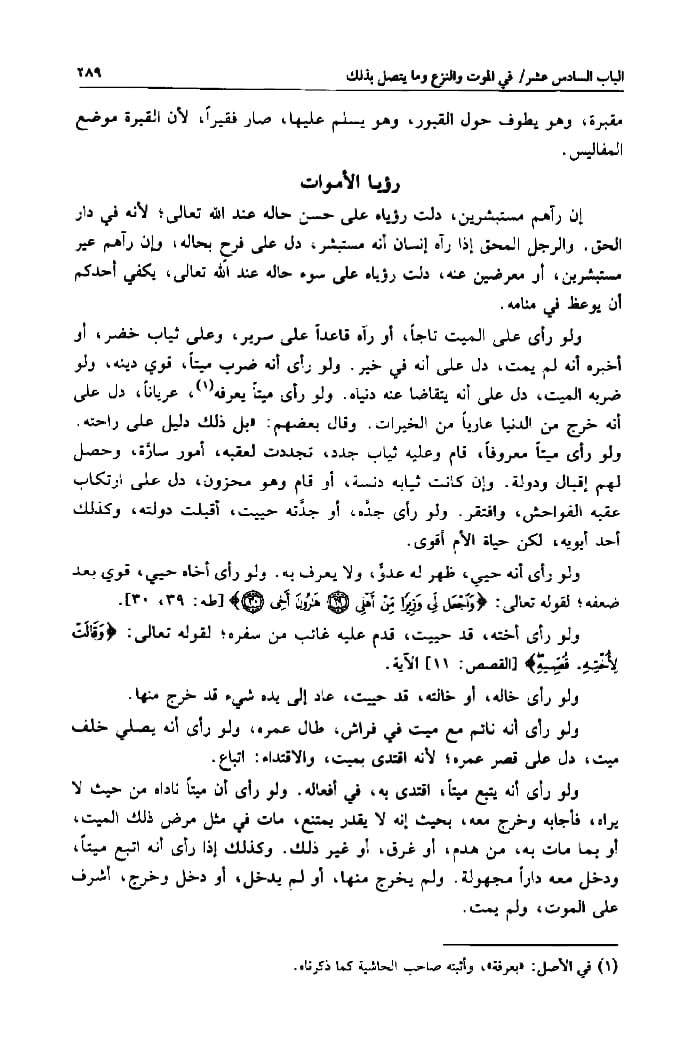 الباب السادس عشر/ في الموت والنزع وما يتصل بذلك ٢٨٩
مقبرة، وهو يطوف حول القبور، وهو يسلم عليها، صار فقيراً، لأن القبرة موضع
المفاليس.
رؤيا الأموات
إن رآهم مستبشرين، دلت رؤياه على حسن حاله عند الله تعالى؛ لأنه في دار
الحق. والرجل المحق إذا رآه إنسان أنه مستبشر، دل على فرح بحاله، وإن رآهم غير
مستبشرين، أو معرضين عنه، دلت رؤياه على سوء حاله عند الله تعالى، يكفي أحدكم
أن يوعظ في منامه.
ولو رأى على الميت تاجاً، أو رآه قاعداً على سرير، وعلى ثياب خضر، أو
أخبره أنه لم يمت، دل على أنه في خير. ولو رأى أنه ضرب ميتاً، قوي دينه، ولو
ضربه الميت، دل على أنه يتقاضا عنه دنياه. ولو رأى ميتاً يعرفه(١)، عرياناً، دل على
أنه خرج من الدنيا عارياً من الخيرات. وقال بعضهم: «بل ذلك دليل على راحته.
ولو رأى ميتاً معروفاً، قام وعليه ثياب جدد، تجددت لعقبه، أمور سارَّة، وحصل
لهم إقبال ودولة. وإن كانت ثيابه دنسة، أو قام وهو محزون، دل على ارتكاب
عقبه الفواحش، وافتقر. ولو رأى جدَّه، أو جدَّته حييت، أقبلت دولته، وكذلك
أحد أبويه، لكن حياة الأم أقوى.
ولو رأى أنه حيي، ظهر له عدوٌّ، ولا يعرف به. ولو رأى أخاه حيي، قوي بعد
ضعفه؛ لقوله تعالى: ﴿وَٱجْعَل لِّي وَزِيرًا مِّنْ أَهْلِي ﴿٢٩﴾ هَٰرُونَ أَخِي ﴿٣٠﴾﴾ [طه: ٣٩، ٣٠].
ولو رأى أخته، قد حييت، قدم عليه غائب من سفره؛ لقوله تعالى: ﴿وَقَالَتْ
لِأُخْتِهِۦ قُصِّيهِ﴾ [القصص: ١١] الآية.
ولو رأى خاله، أو خالته، قد حييت، عاد إلى يده شيء قد خرج منها.
ولو رأى أنه نائم مع ميت في فراش، طال عمره، ولو رأى أنه يصلي خلف
ميت، دل على قصر عمره؛ لأنه اقتدى بميت، والاقتداء: اتباع.
ولو رأى أنه يتبع ميتاً، اقتدى به، في أفعاله. ولو رأى أن ميتاً ناداه من حيث لا
يراه، فأجابه وخرج معه، بحيث إنه لا يقدر يمتنع، مات في مثل مرض ذلك الميت،
أو بما مات به، من هدم، أو غرق، أو غير ذلك. وكذلك إذا رأى أنه اتبع ميتاً،
ودخل معه داراً مجهولة. ولم يخرج منها، أو لم يدخل، أو دخل وخرج، أشرف
على الموت، ولم يمت.
(١) في الأصل: «بعرفة»، وأثبته صاحب الحاشية كما ذكرناه.